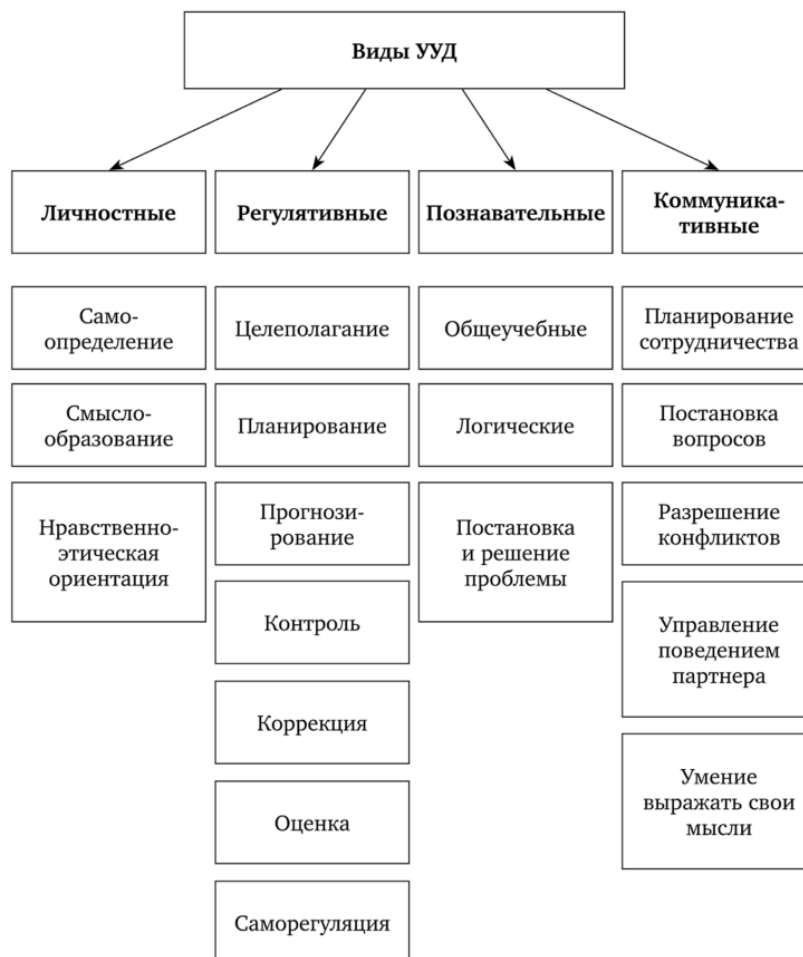 Виды УУД
Личностные
Регулятивные
Познавательные
Коммуника-
тивные
Само-
определение
Целеполагание
Общеучебные
Планирование
сотрудничества
Смысло-
образование
Планирование
Логические
Постановка
вопросов
Нравственно-
этическая
ориентация
Прогнози-
рование
Постановка
и решение
проблемы
Разрешение
конфликтов
Контроль
Управление
поведением
партнера
Коррекция
Умение
выражать свои
мысли
Оценка
Саморегуляция